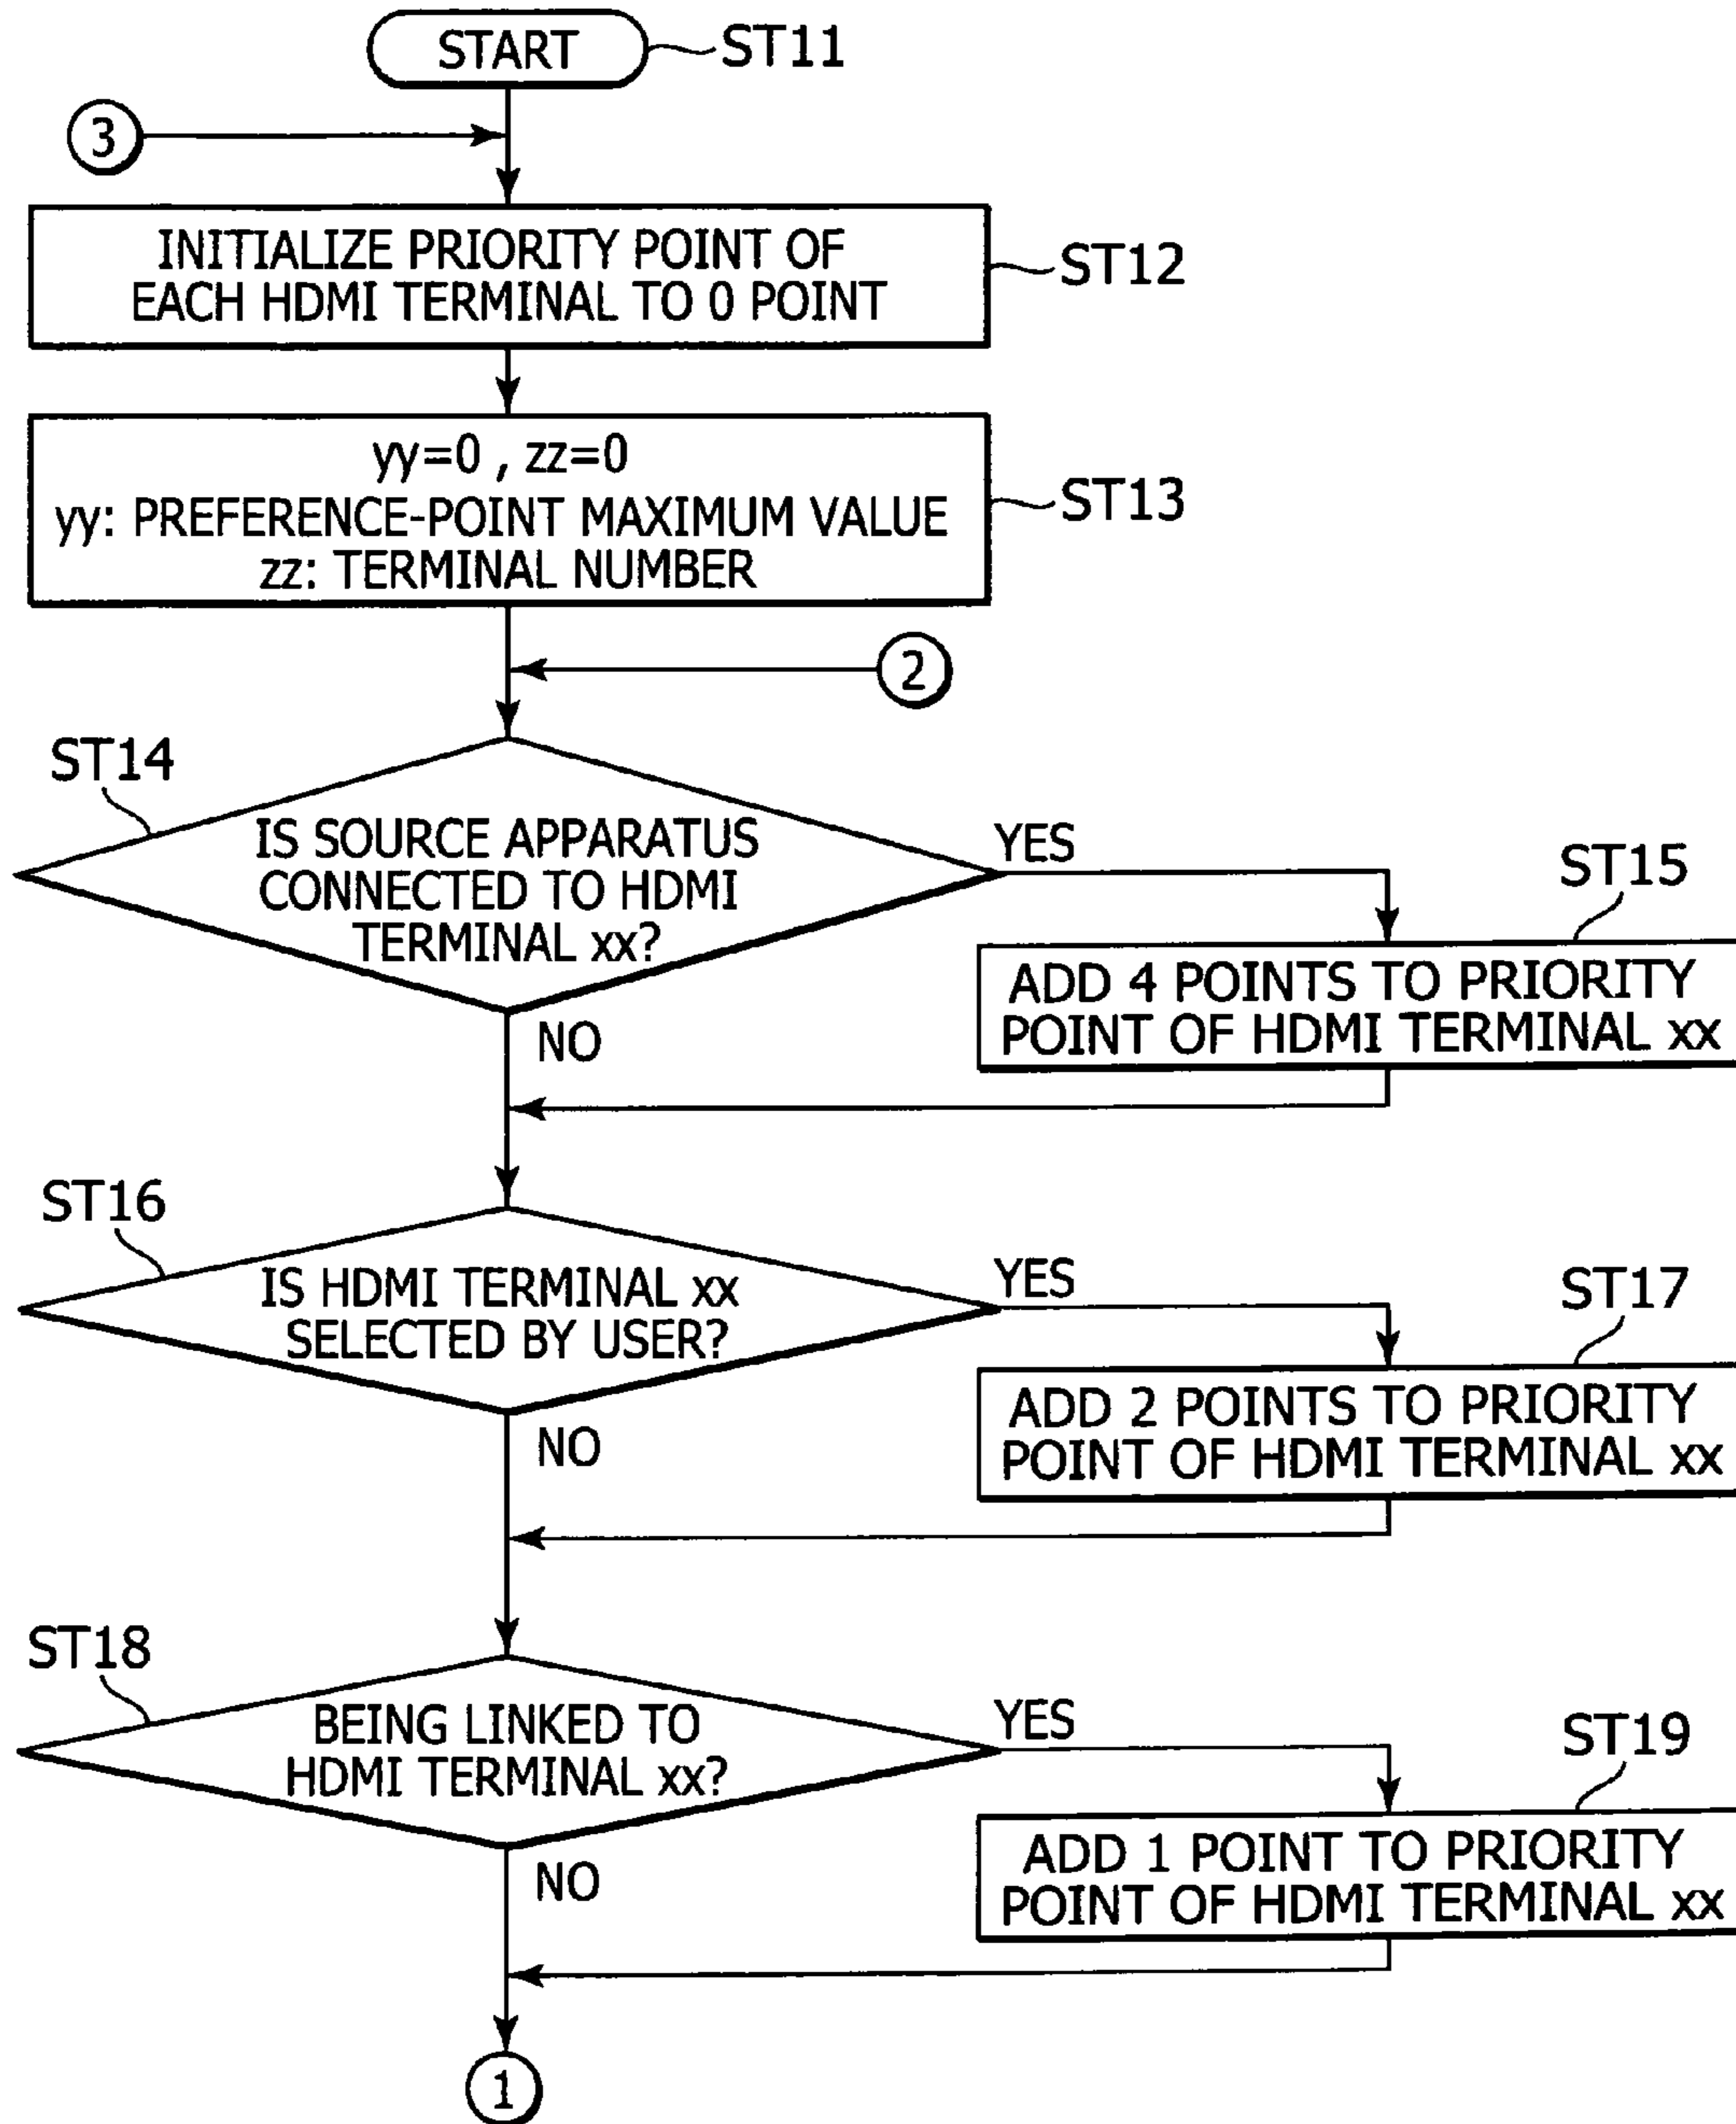 START
ST11
3
INITIALIZE PRIORITY POINT OF
EACH HDMI TERMINAL TO 0 POINT
ST12
yy=0 , zz=0
yy: PREFERENCE-POINT MAXIMUM VALUE
zz: TERMINAL NUMBER
ST13
2
ST14
IS SOURCE APPARATUS
CONNECTED TO HDMI
TERMINAL xx?
YES
NO
ST15
ADD 4 POINTS TO PRIORITY
POINT OF HDMI TERMINAL xx
ST16
IS HDMI TERMINAL xx
SELECTED BY USER?
YES
NO
ST17
ADD 2 POINTS TO PRIORITY
POINT OF HDMI TERMINAL xx
ST18
BEING LINKED TO
HDMI TERMINAL xx?
YES
NO
ST19
ADD 1 POINT TO PRIORITY
POINT OF HDMI TERMINAL xx
1